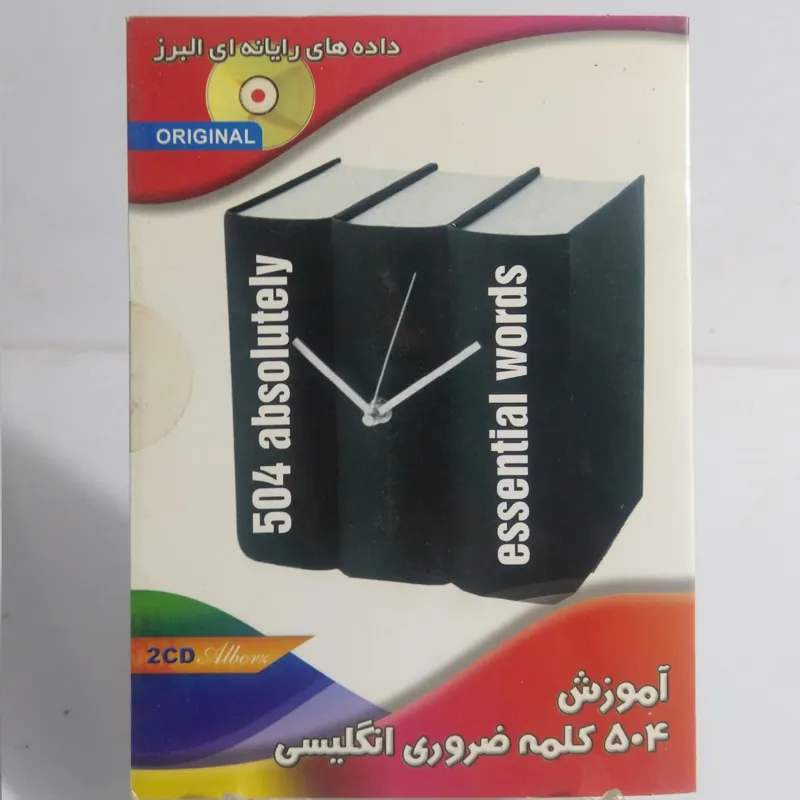 داده های رایانه ای البرز
ORIGINAL
504 absolutely
essential words
2CD Alborz
آموزش
۵۰۴ کلمه ضروری انگلیسی